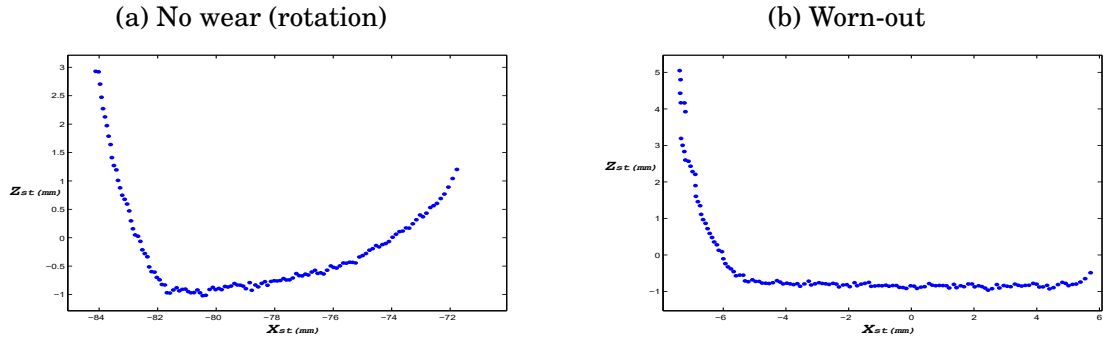 (a) No wear (rotation)
3
2.5
2
1.5
1
0.5
0
−0.5
−1
Zst(mm)
−84 −82 −80 −78 −76 −74 −72
Xst(mm)
(b) Worn-out
5
4
3
2
1
0
−1
Zst(mm)
−6 −4 −2 0 2 4 6
Xst(mm)